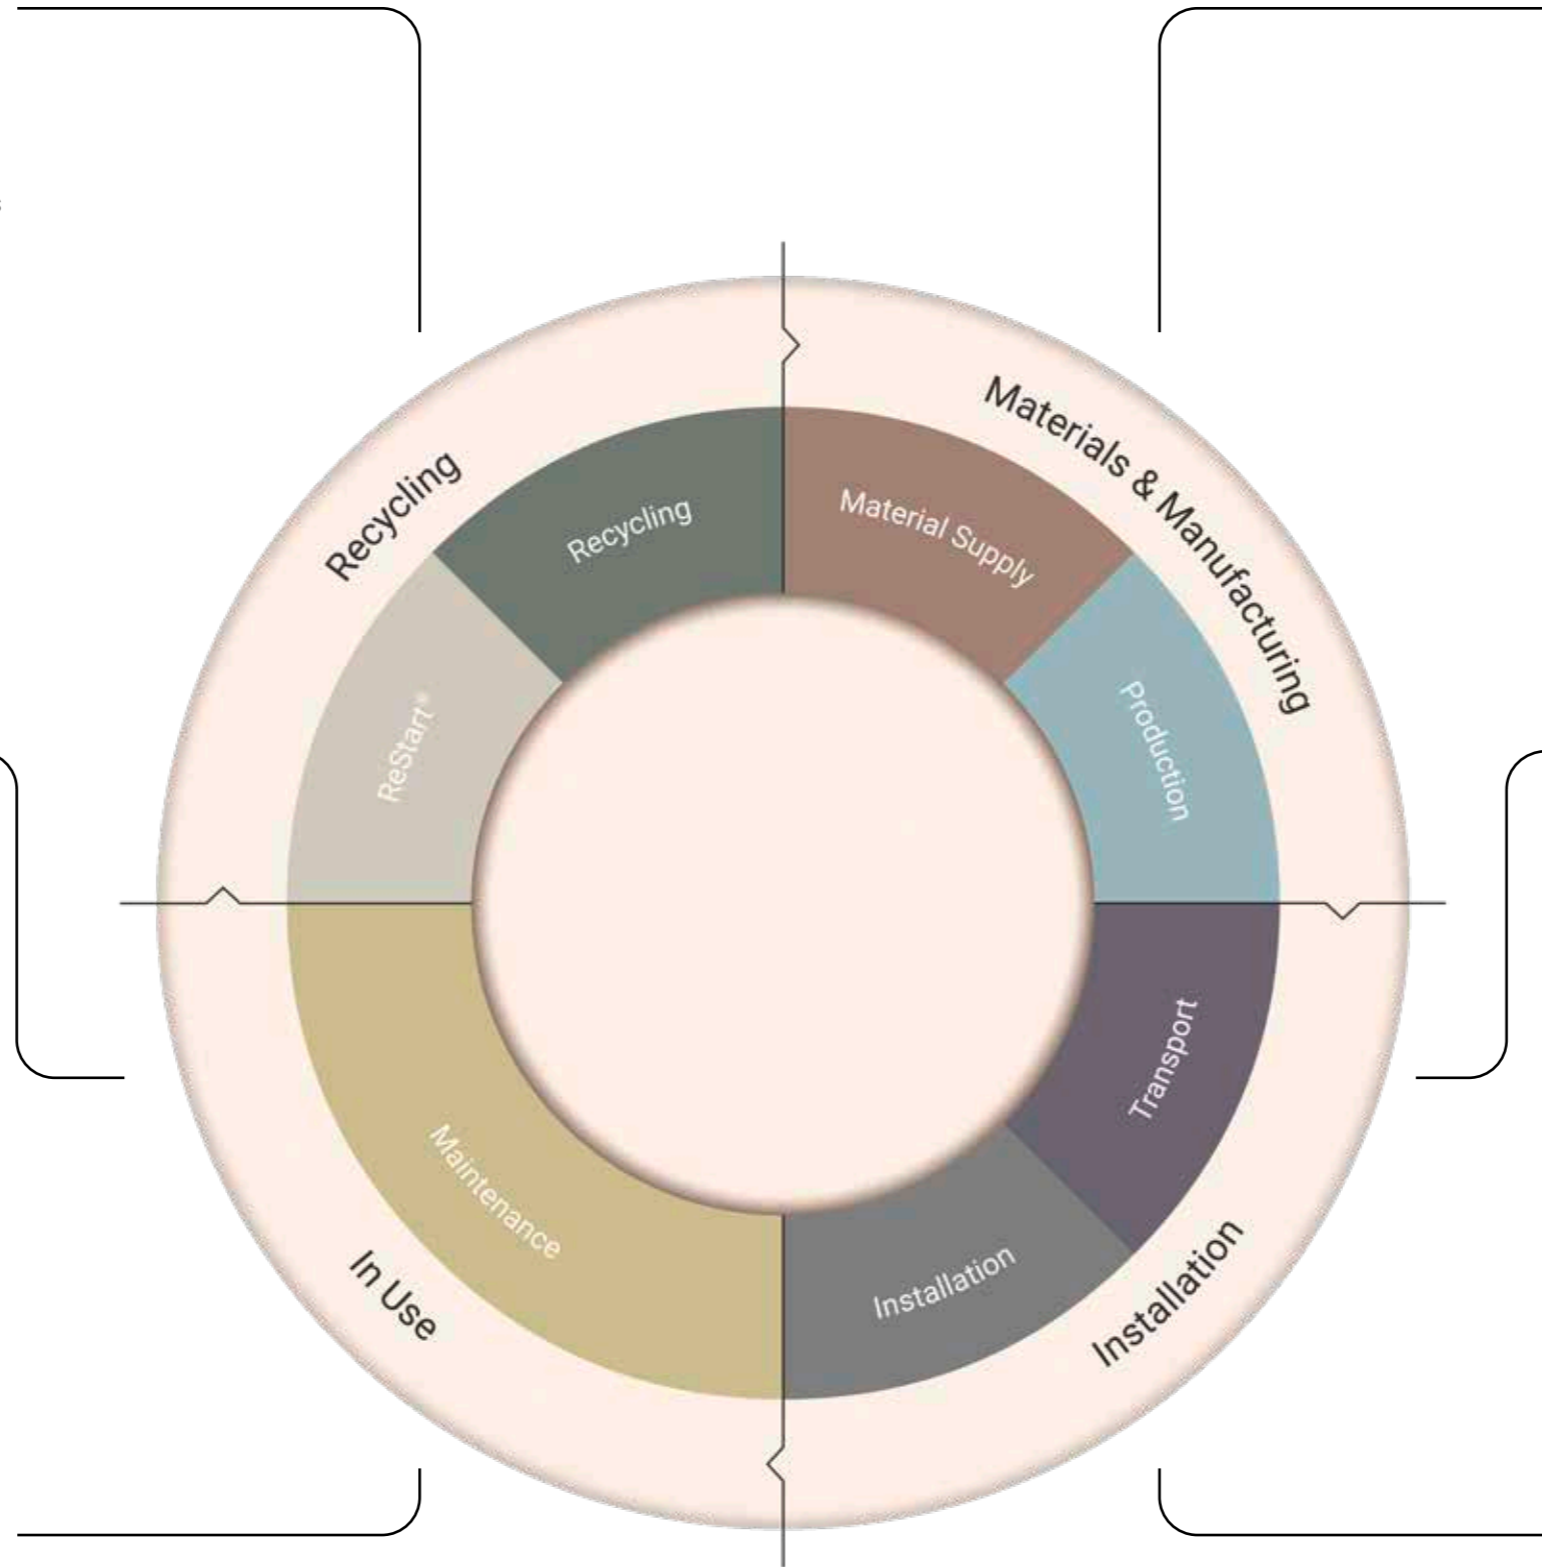 Materials & Manufacturing
Material Supply
Production
Installation
Transport
Installation
In Use
Maintenance
Recycling
ReStart®
Recycling